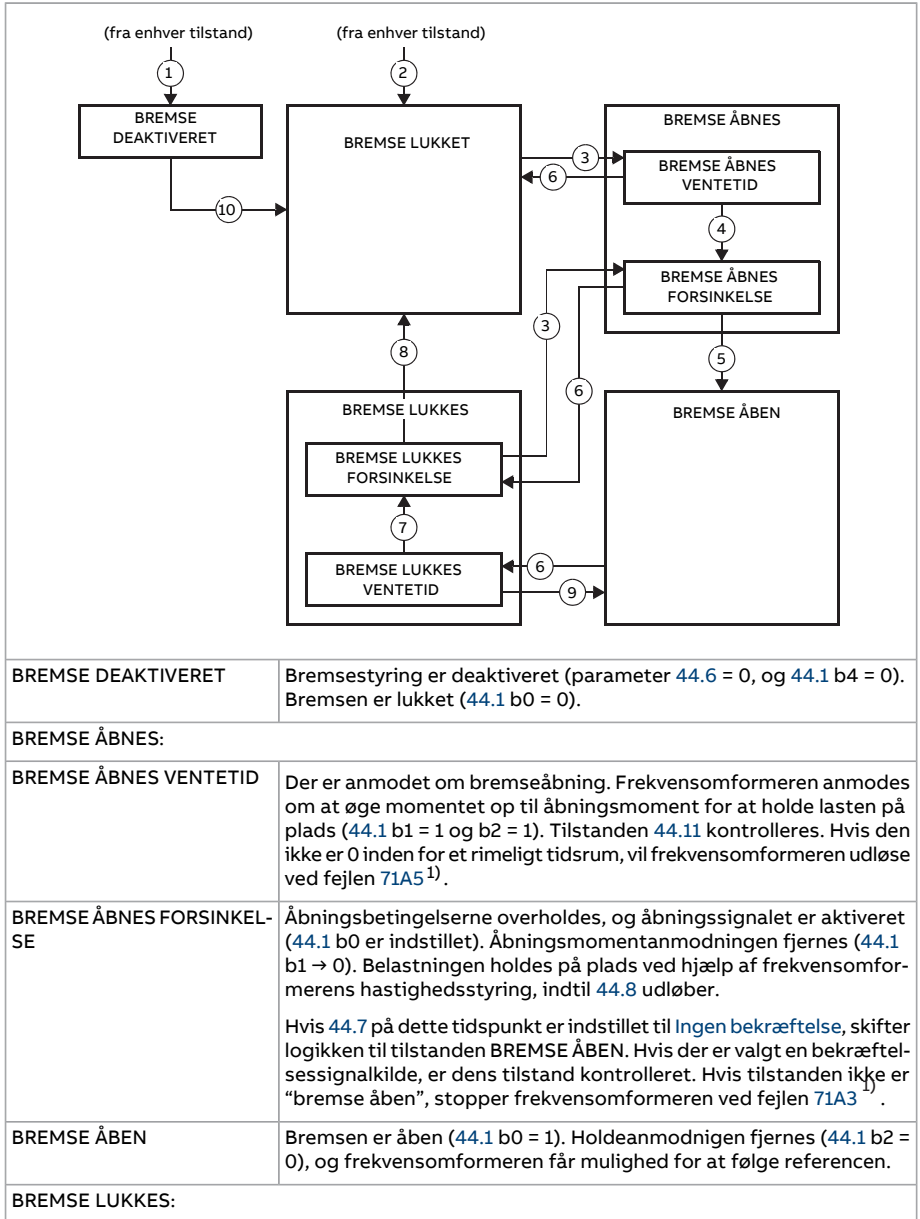 (fra enhver tilstand)
(fra enhver tilstand)
1
2
BREMSE
DEAKTIVERET
BREMSE LUKKET
BREMSE ÅBNES
3
BREMSE ÅBNES
VENTETID
6
10
4
BREMSE ÅBNES
FORSINKELSE
3
8
5
6
BREMSE LUKKES
BREMSE ÅBEN
BREMSE LUKKES
FORSINKELSE
7
BREMSE LUKKES
VENTETID
6
9
BREMSE DEAKTIVERET
Bremsestyring er deaktiveret (parameter 44.6 = 0, og 44.1 b4 = 0).
Bremsen er lukket (44.1 b0 = 0).
BREMSE ÅBNES:
BREMSE ÅBNES VENTETID
Der er anmodet om bremseåbning. Frekvensomformeren anmodes
om at øge momentet op til åbningsmoment for at holde lasten på
plads (44.1 b1 = 1 og b2 = 1). Tilstanden 44.11 kontrolleres. Hvis den
ikke er 0 inden for et rimeligt tidsrum, vil frekvensomformeren udløse
ved fejlen 71A5 1).
BREMSE ÅBNES FORSINKEL-
SE
Åbningsbetingelserne overholdes, og åbningssignalet er aktiveret
(44.1 b0 er indstillet). Åbningsmomentanmodningen fjernes (44.1
b1 → 0). Belastningen holdes på plads ved hjælp af frekvensomfor-
merens hastighedsstyring, indtil 44.8 udløber.
Hvis 44.7 på dette tidspunkt er indstillet til Ingen bekræftelse, skifter
logikken til tilstanden BREMSE ÅBEN. Hvis der er valgt en bekræftel-
sessignalkilde, er dens tilstand kontrolleret. Hvis tilstanden ikke er
“bremse åben”, stopper frekvensomformeren ved fejlen 71A3 1).
BREMSE ÅBEN
Bremsen er åben (44.1 b0 = 1). Holdeanmodnigen fjernes (44.1 b2 =
0), og frekvensomformeren får mulighed for at følge referencen.
BREMSE LUKKES: